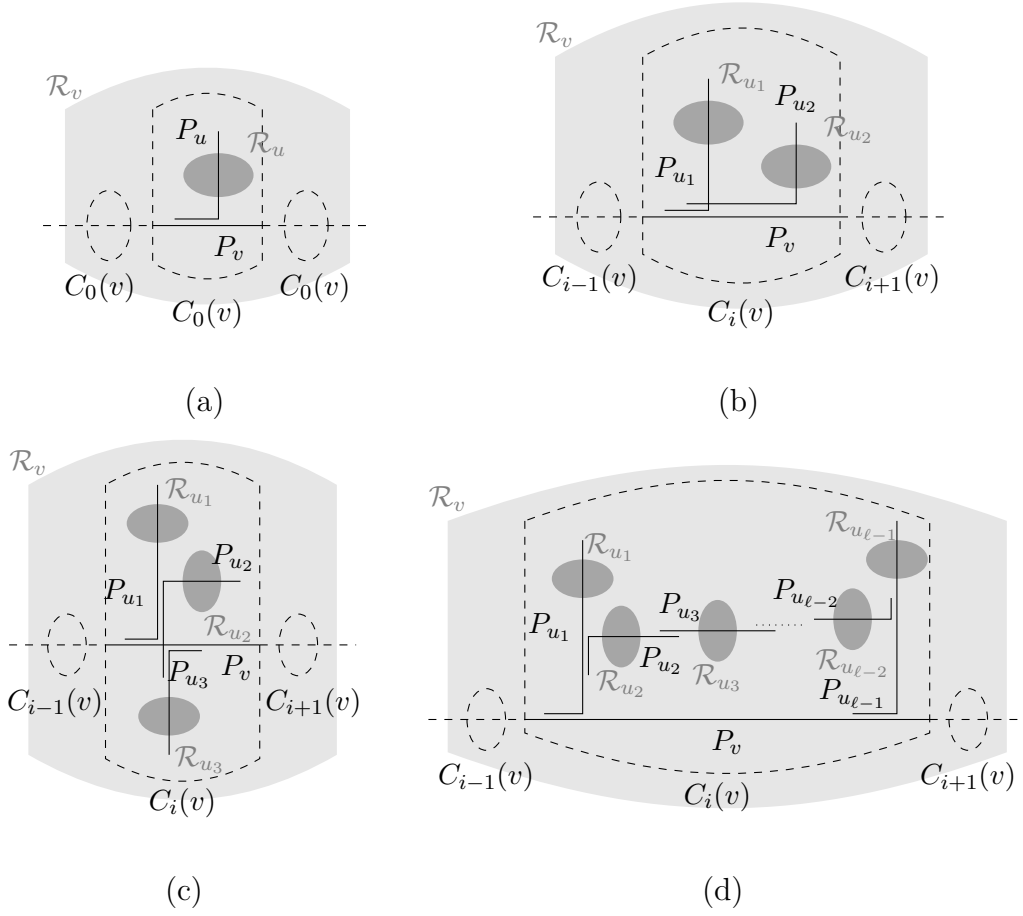 R_v
P_u
R_u
P_v
C_0(v)
C_0(v)
C_0(v)
(a)
R_v
R_{u_1}
P_{u_2}
R_{u_2}
P_{u_1}
P_v
C_{i−1}(v)
C_{i+1}(v)
C_i(v)
(b)
R_v
R_{u_1}
P_{u_2}
P_{u_1}
R_{u_2}
P_{u_3}
P_v
C_{i−1}(v)
C_{i+1}(v)
R_{u_3}
C_i(v)
(c)
R_v
R_{u_1}
R_{u_{ℓ−1}}
P_{u_1}
P_{u_3}
P_{u_{ℓ−2}}
P_{u_2}
R_{u_2}
R_{u_3}
R_{u_{ℓ−2}}
P_{u_{ℓ−1}}
P_v
C_{i−1}(v)
C_{i+1}(v)
C_i(v)
(d)